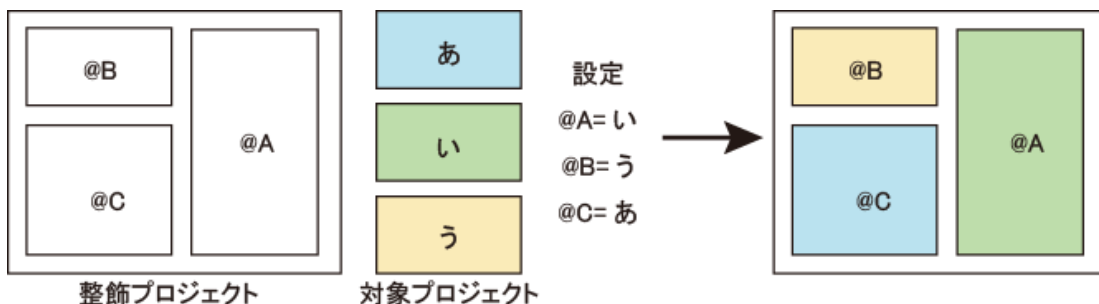 @B
@A
@C
整飾プロジェクト
あ
い
う
対象プロジェクト
設定
@A= い
@B= う
@C= あ
@B
@A
@C